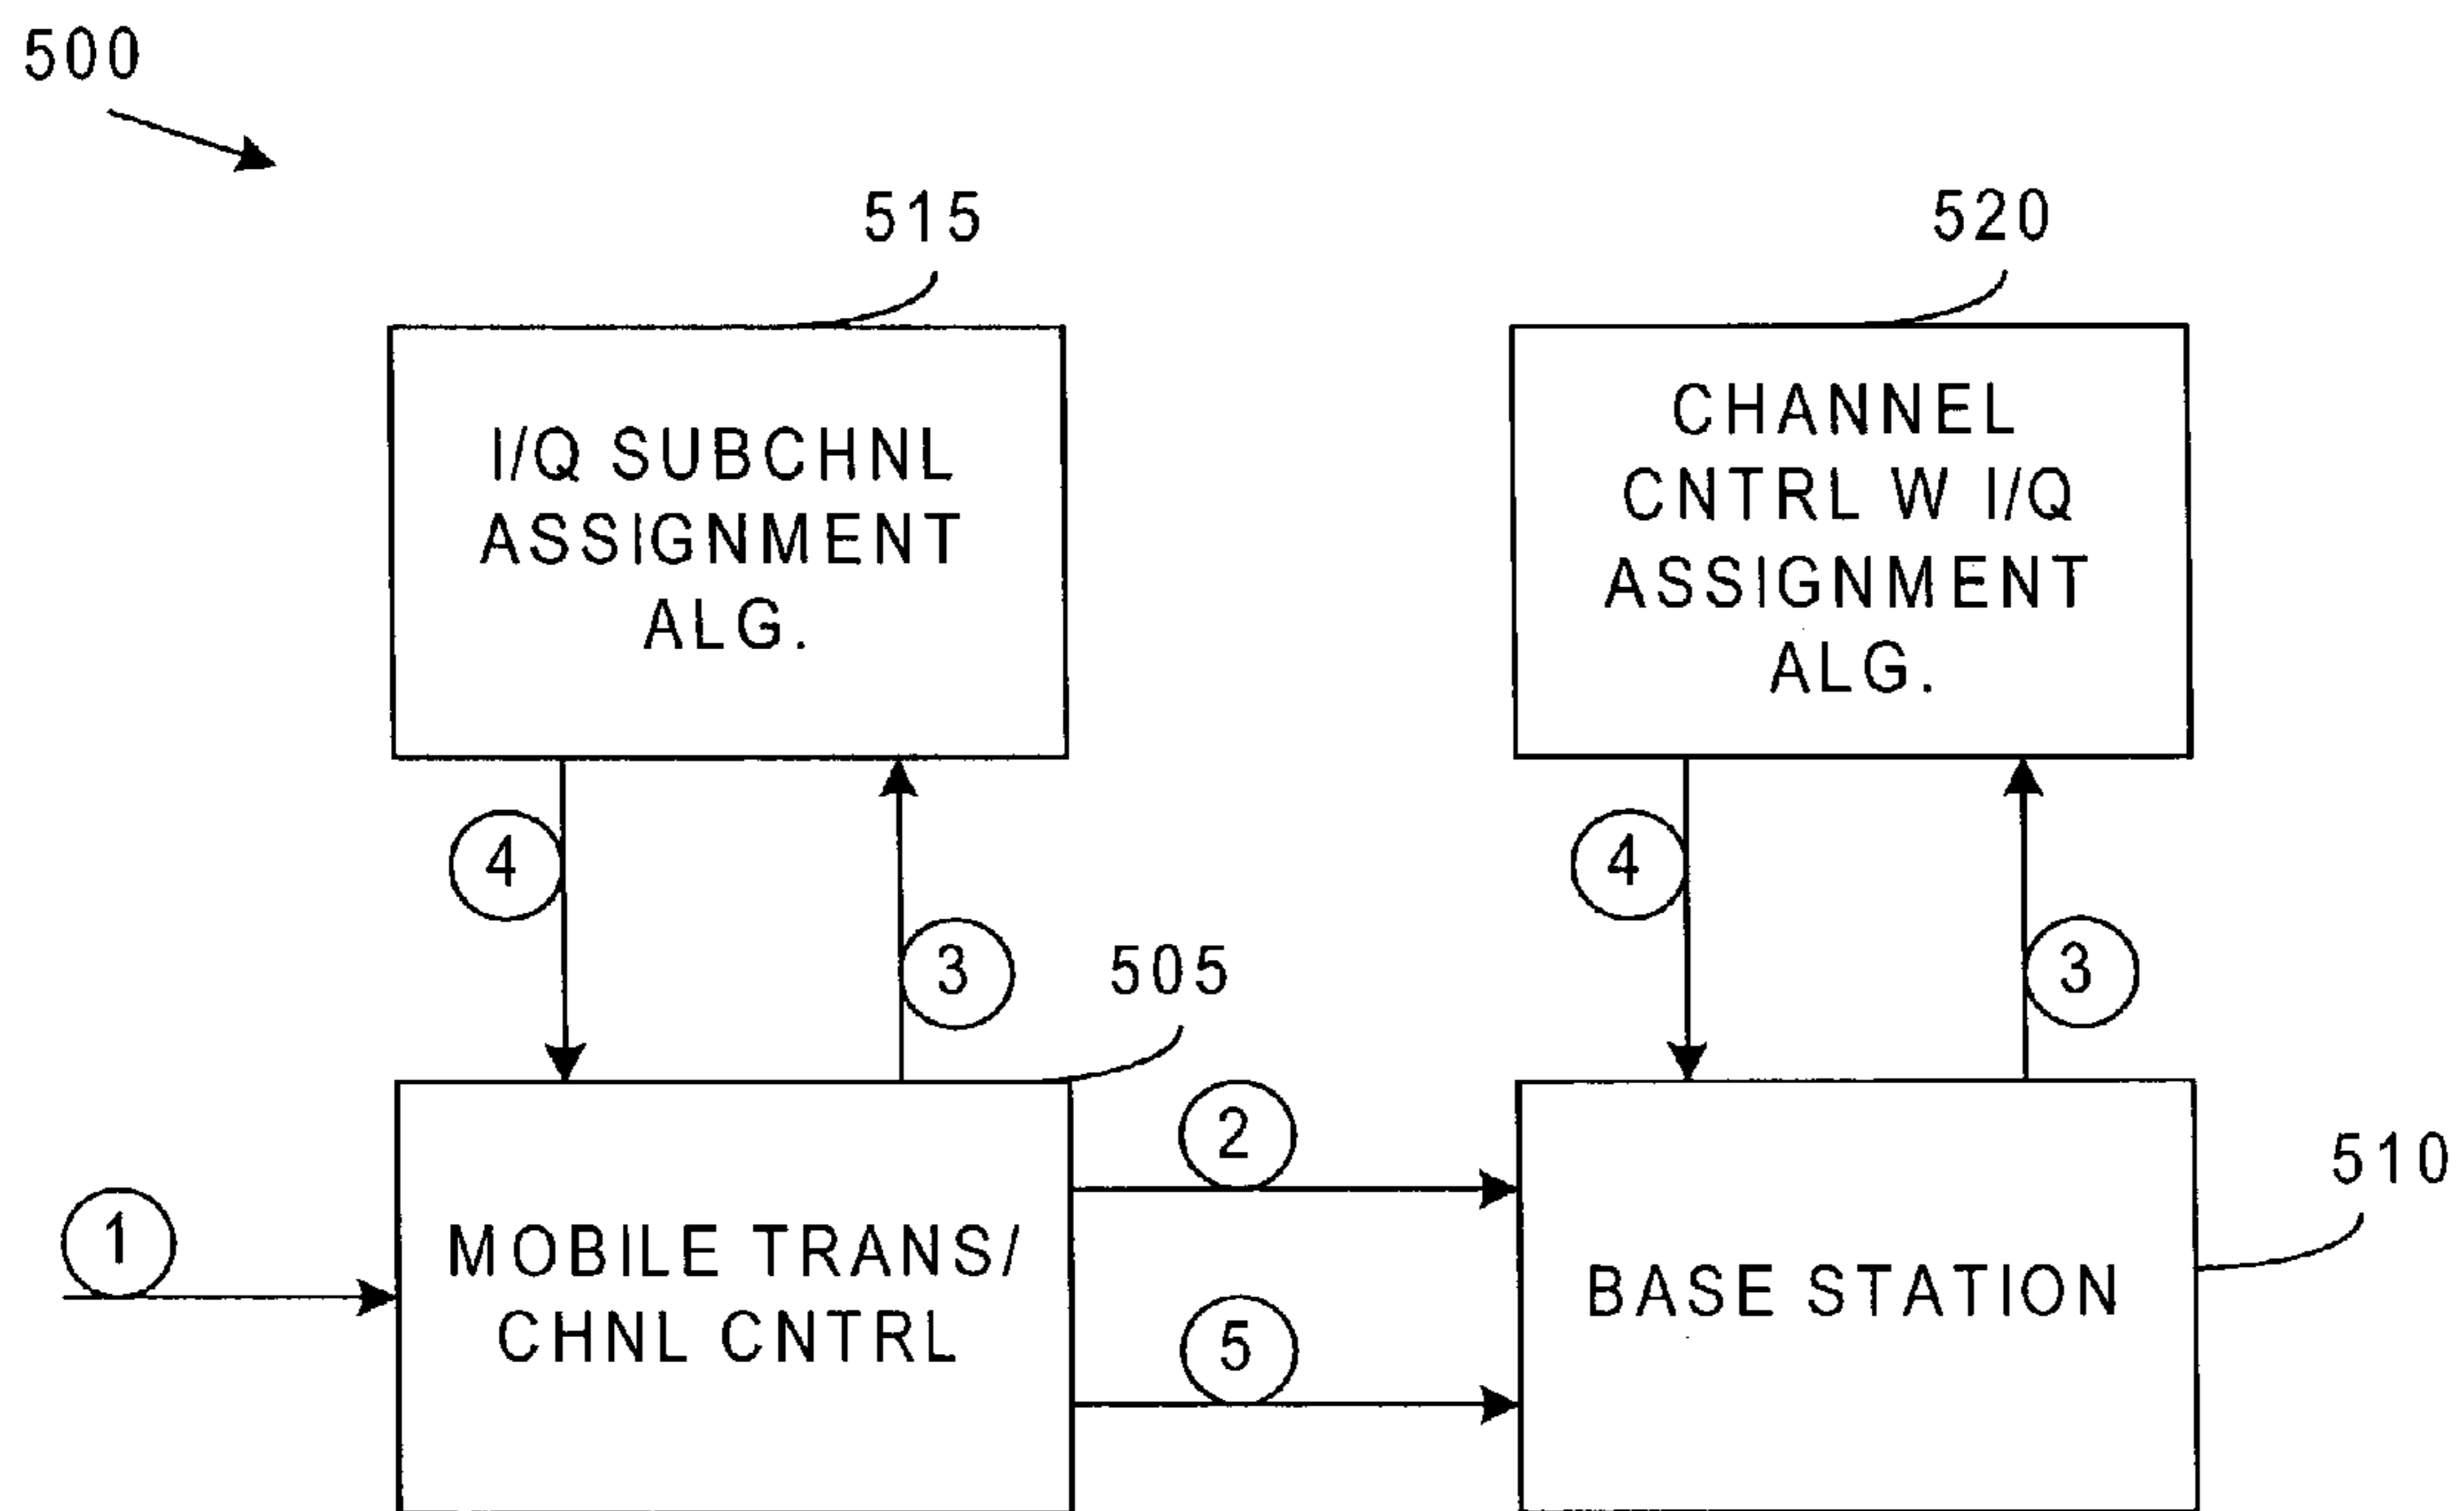 500
515
520
I/Q SUBCHNL
ASSIGNMENT
ALG.
CHANNEL
CNTRL W I/Q
ASSIGNMENT
ALG.
4
3
4
3
505
2
510
1
MOBILE TRANS/
CHNL CNTRL
5
BASE STATION